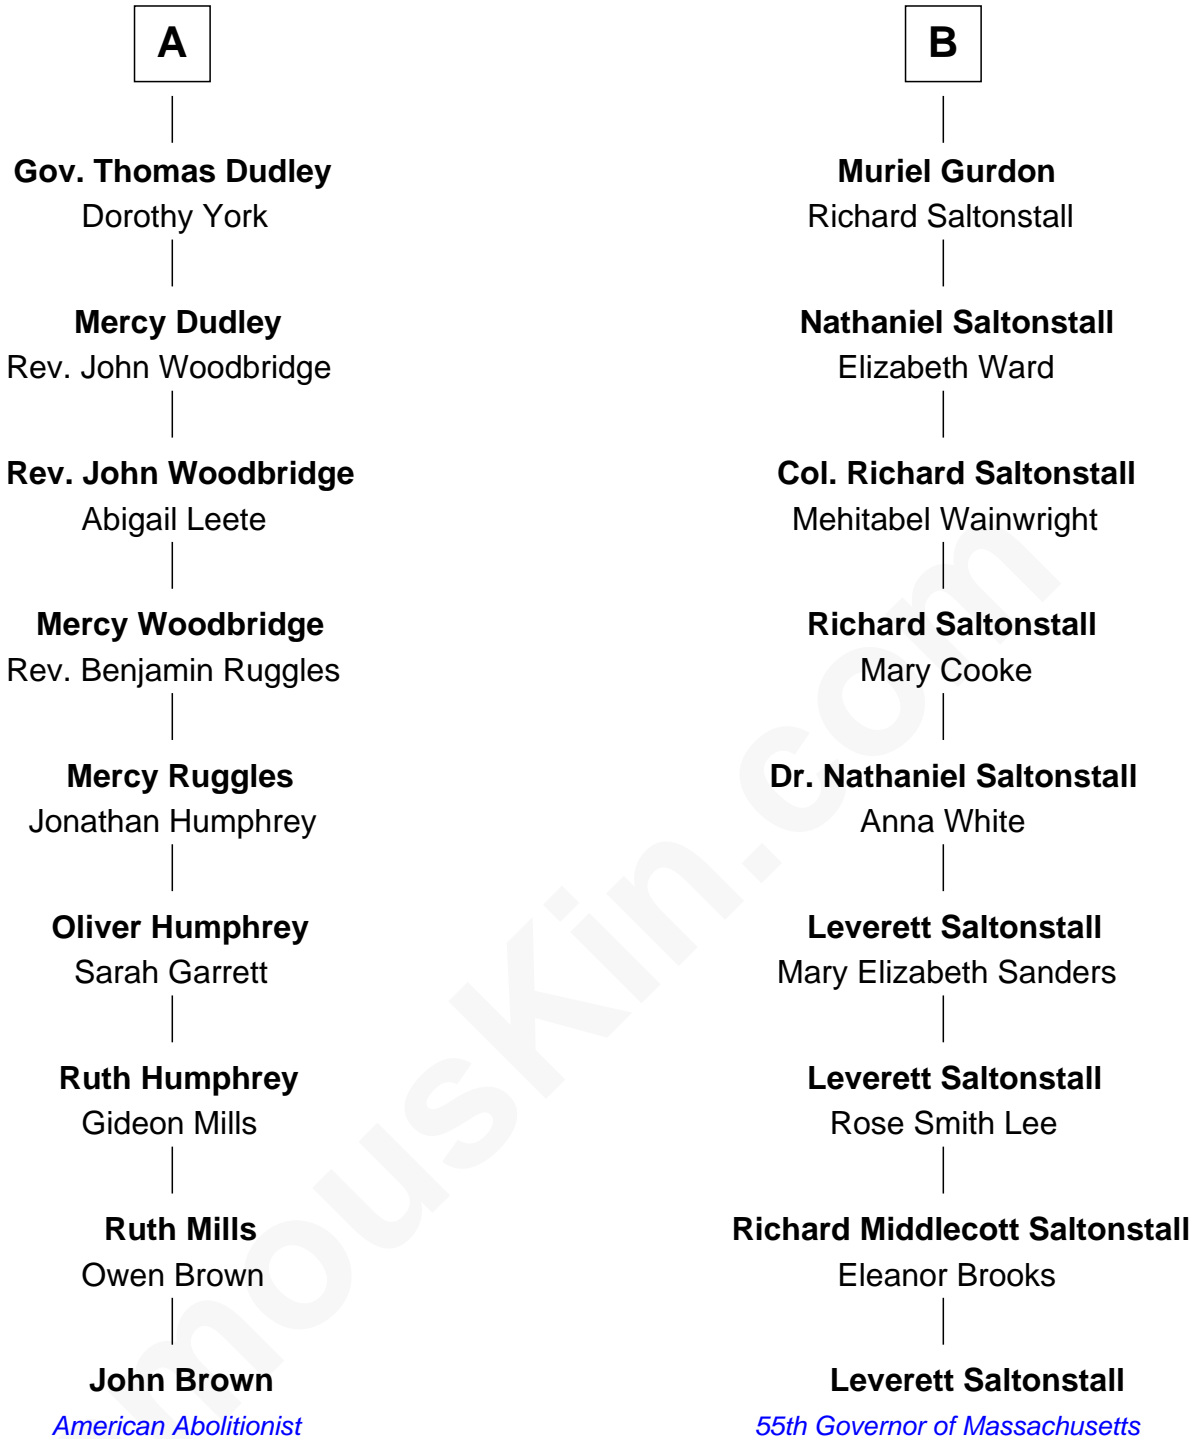 A
Gov. Thomas Dudley
Dorothy York
Mercy Dudley
Rev. John Woodbridge
Rev. John Woodbridge
Abigail Leete
Mercy Woodbridge
Rev. Benjamin Ruggles
Mercy Ruggles
Jonathan Humphrey
Oliver Humphrey
Sarah Garrett
Ruth Humphrey
Gideon Mills
Ruth Mills
Owen Brown
John Brown
American Abolitionist
B
Muriel Gurdon
Richard Saltonstall
Nathaniel Saltonstall
Elizabeth Ward
Col. Richard Saltonstall
Mehitabel Wainwright
Richard Saltonstall
Mary Cooke
Dr. Nathaniel Saltonstall
Anna White
Leverett Saltonstall
Mary Elizabeth Sanders
Leverett Saltonstall
Rose Smith Lee
Richard Middlecott Saltonstall
Eleanor Brooks
Leverett Saltonstall
55th Governor of Massachusetts
mousKin.com